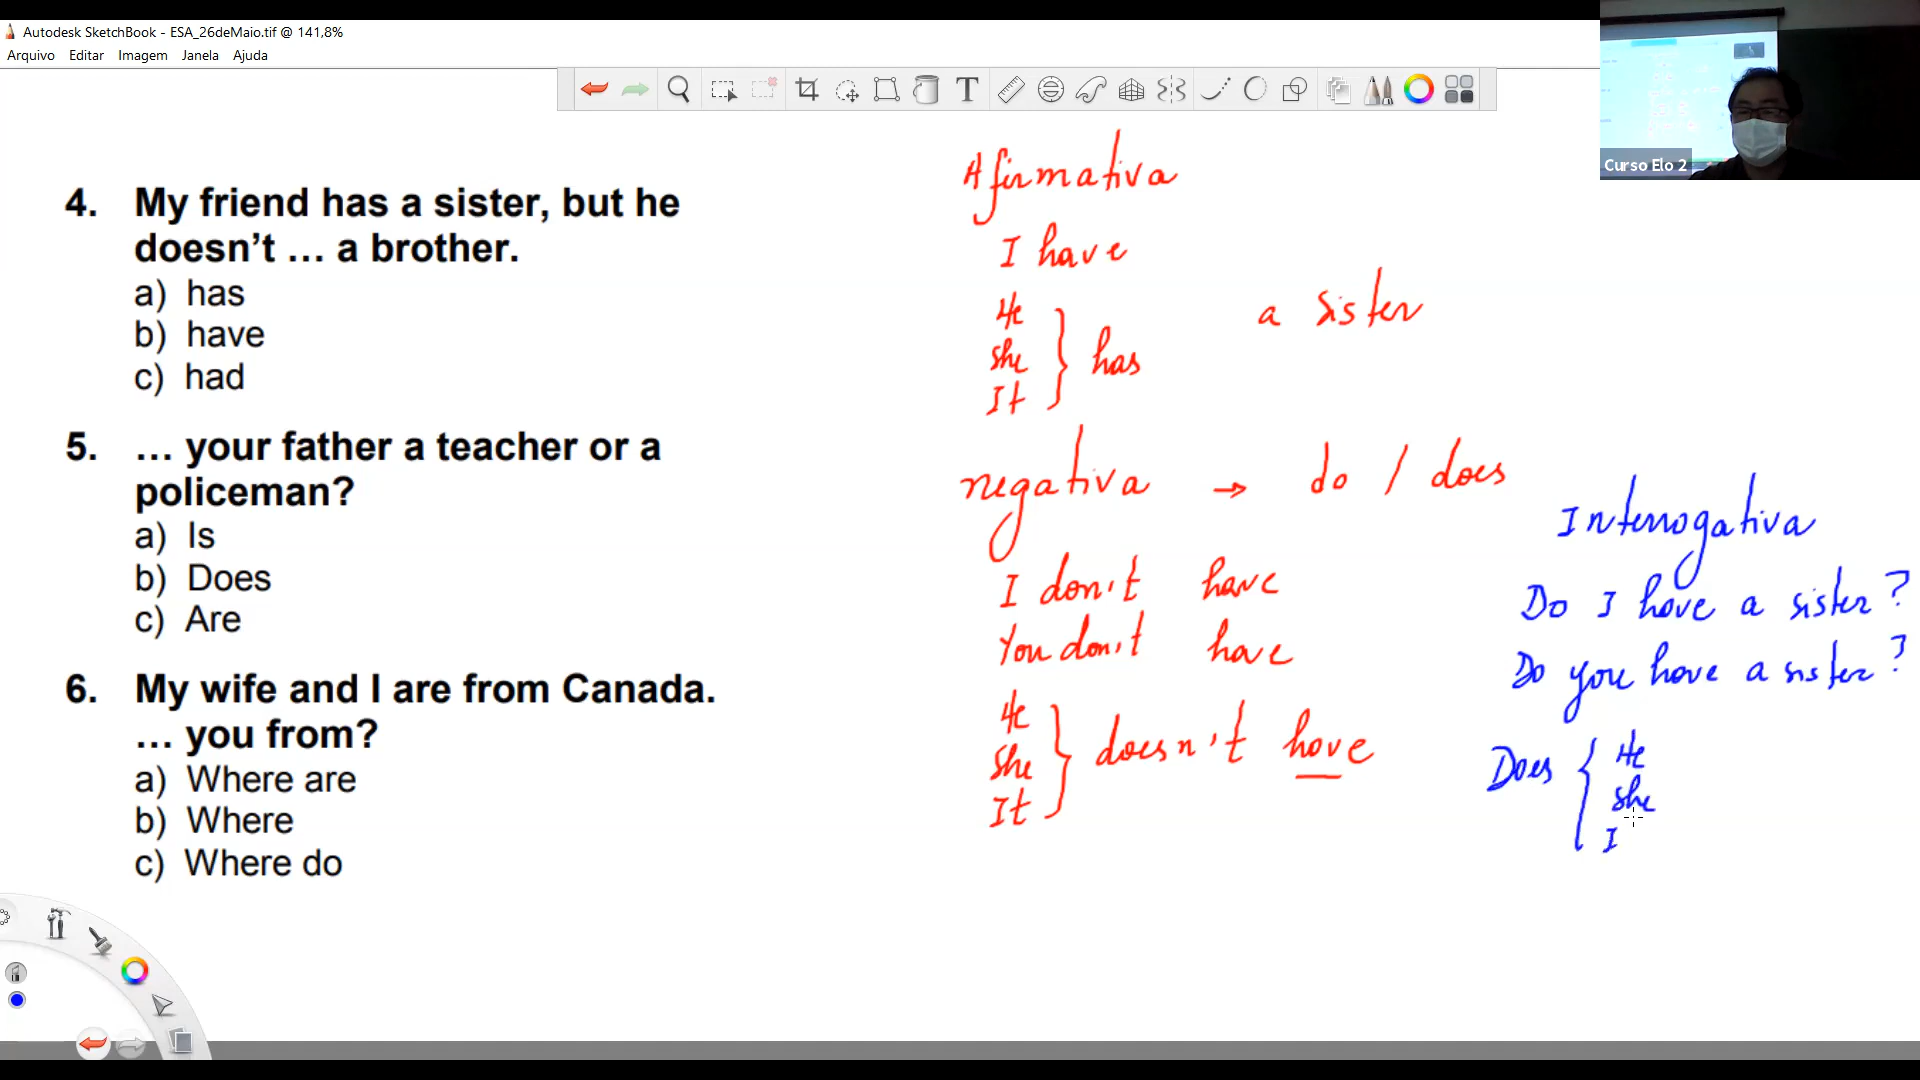 Autodesk SketchBook - ESA_26deMaio.tif @ 141,8%
Arquivo Editar Imagem Janela Ajuda
Curso Elo 2
4. My friend has a sister, but he
doesn't … a brother.
a) has
b) have
c) had
5. … your father a teacher or a
policeman?
a) Is
b) Does
c) Are
6. My wife and I are from Canada.
… you from?
a) Where are
b) Where
c) Where do
Afirmativa
I have
He
She
It
has
a sister
negativa → do / does
I don't have
You don't have
He
She
It
doesn't have
Interrogativa
Do I have a sister?
Do you have a sister?
Does
He
She
I